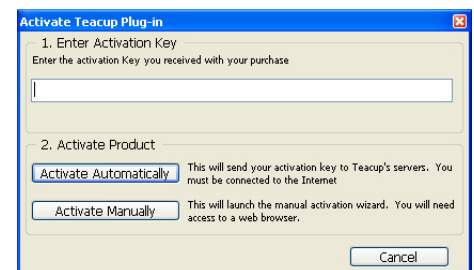 Activate Teacup Plug-in
1. Enter Activation Key
Enter the activation Key you received with your purchase
2. Activate Product
Activate Automatically
This will send your activation key to Teacup's servers. You
must be connected to the Internet
Activate Manually
This will launch the manual activation wizard. You will need
access to a web browser.
Cancel